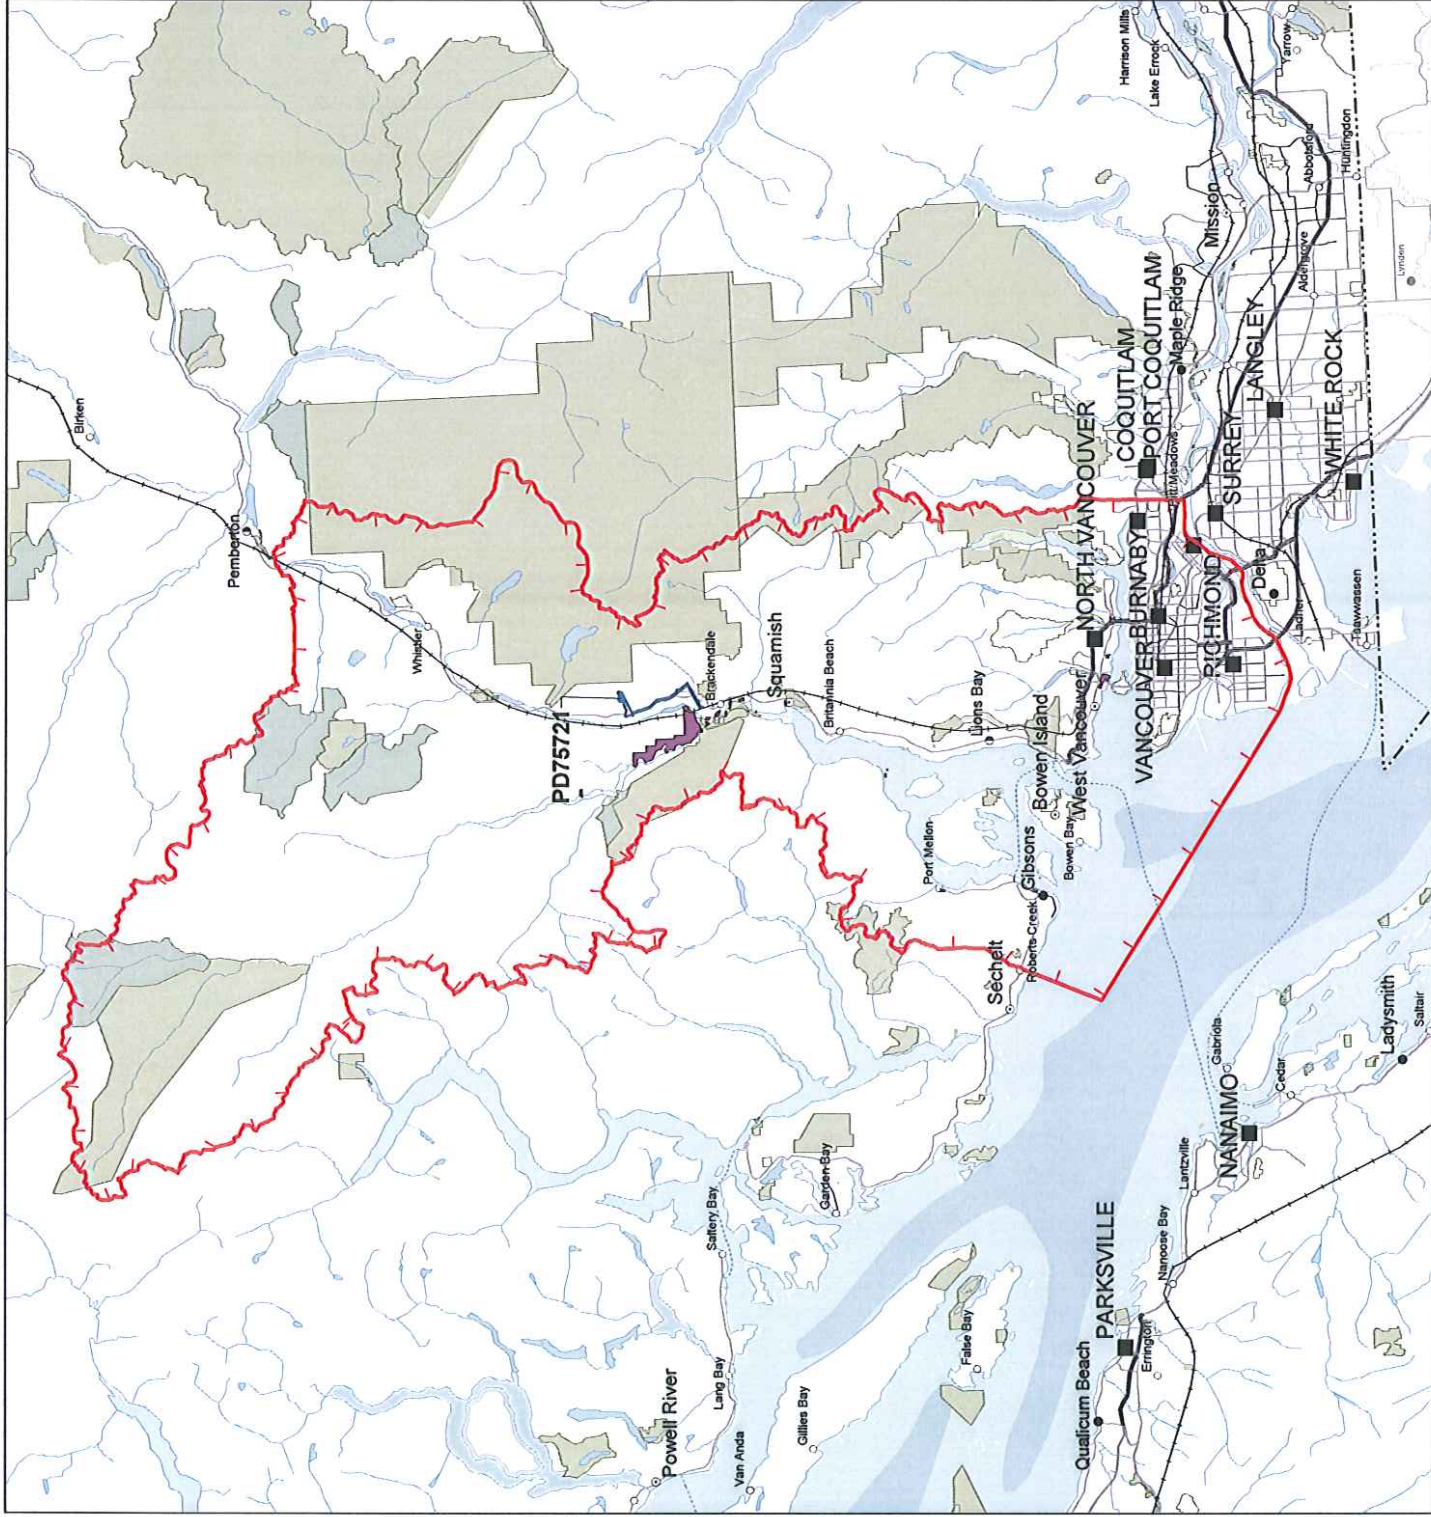 Birken
Pemberton
Whistler
PD75721
Brackendale
Squamish
Britannia Beach
Lions Bay
Bowen Island
West Vancouver
Bowen Bay
Port Mellon
Gibsons
Roberts Creek
Sechelt
Harrison Mills
Lake Errock
Yarrow
Mission
Abbotsford
Huntingdon
Aldergrove
Lynden
COQUITLAM
PORT COQUITLAM
Maple Ridge
Pitt Meadows
NORTH VANCOUVER
VANCOUVER
BURNABY
RICHMOND
SURREY
LANGLEY
WHITE ROCK
Delta
Ladner
Tsawwassen
Saltery Bay
Garden Bay
Lang Bay
Powell River
Van Anda
Gillies Bay
False Bay
Qualicum Beach
PARKSVILLE
Errington
Nanoose Bay
Lantzville
NANAIMO
Gabriola
Cedar
Ladysmith
Saltair